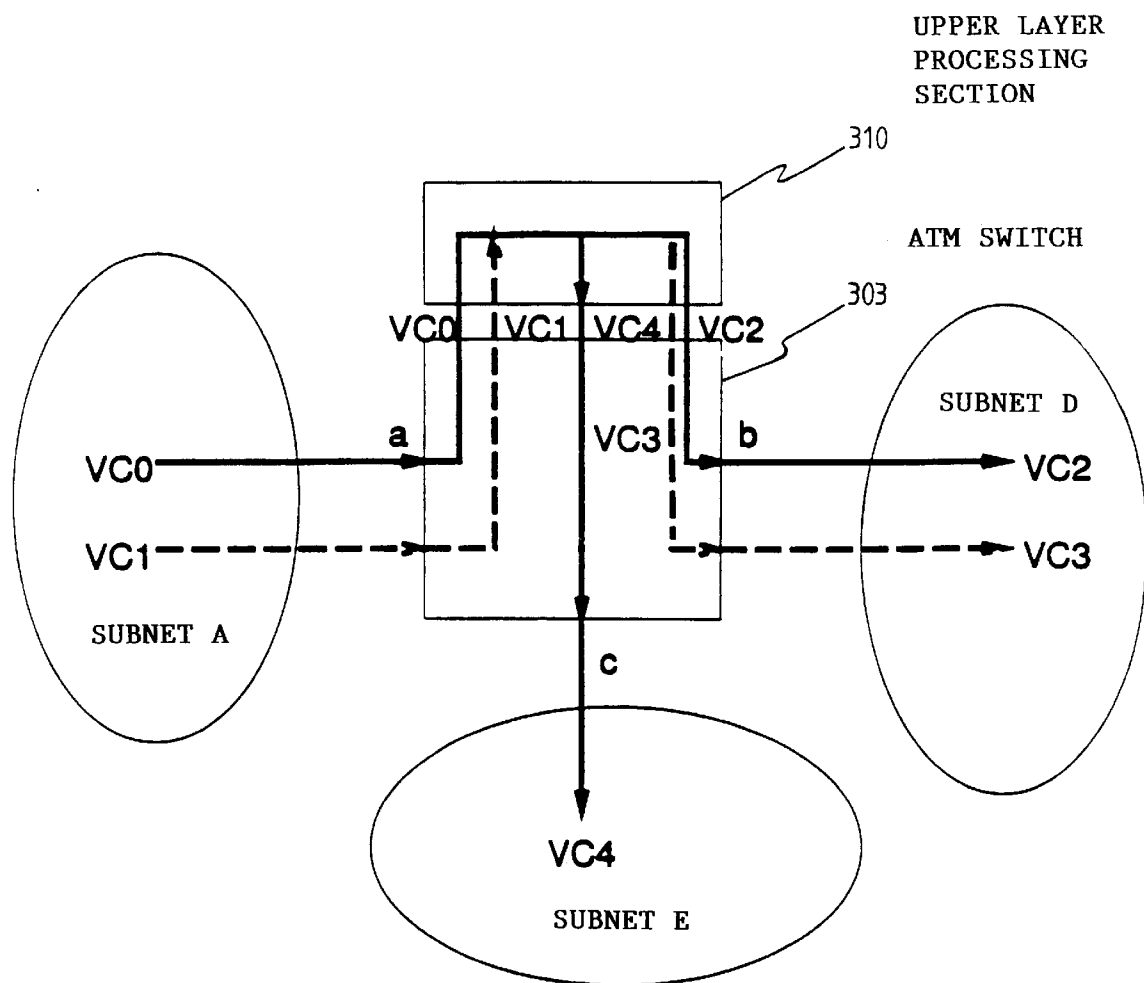 UPPER LAYER
PROCESSING
SECTION
310
ATM SWITCH
303
VC0 VC1 VC4 VC2
SUBNET D
a VC3 b
VC0 VC2
VC1 VC3
SUBNET A
c
VC4
SUBNET E